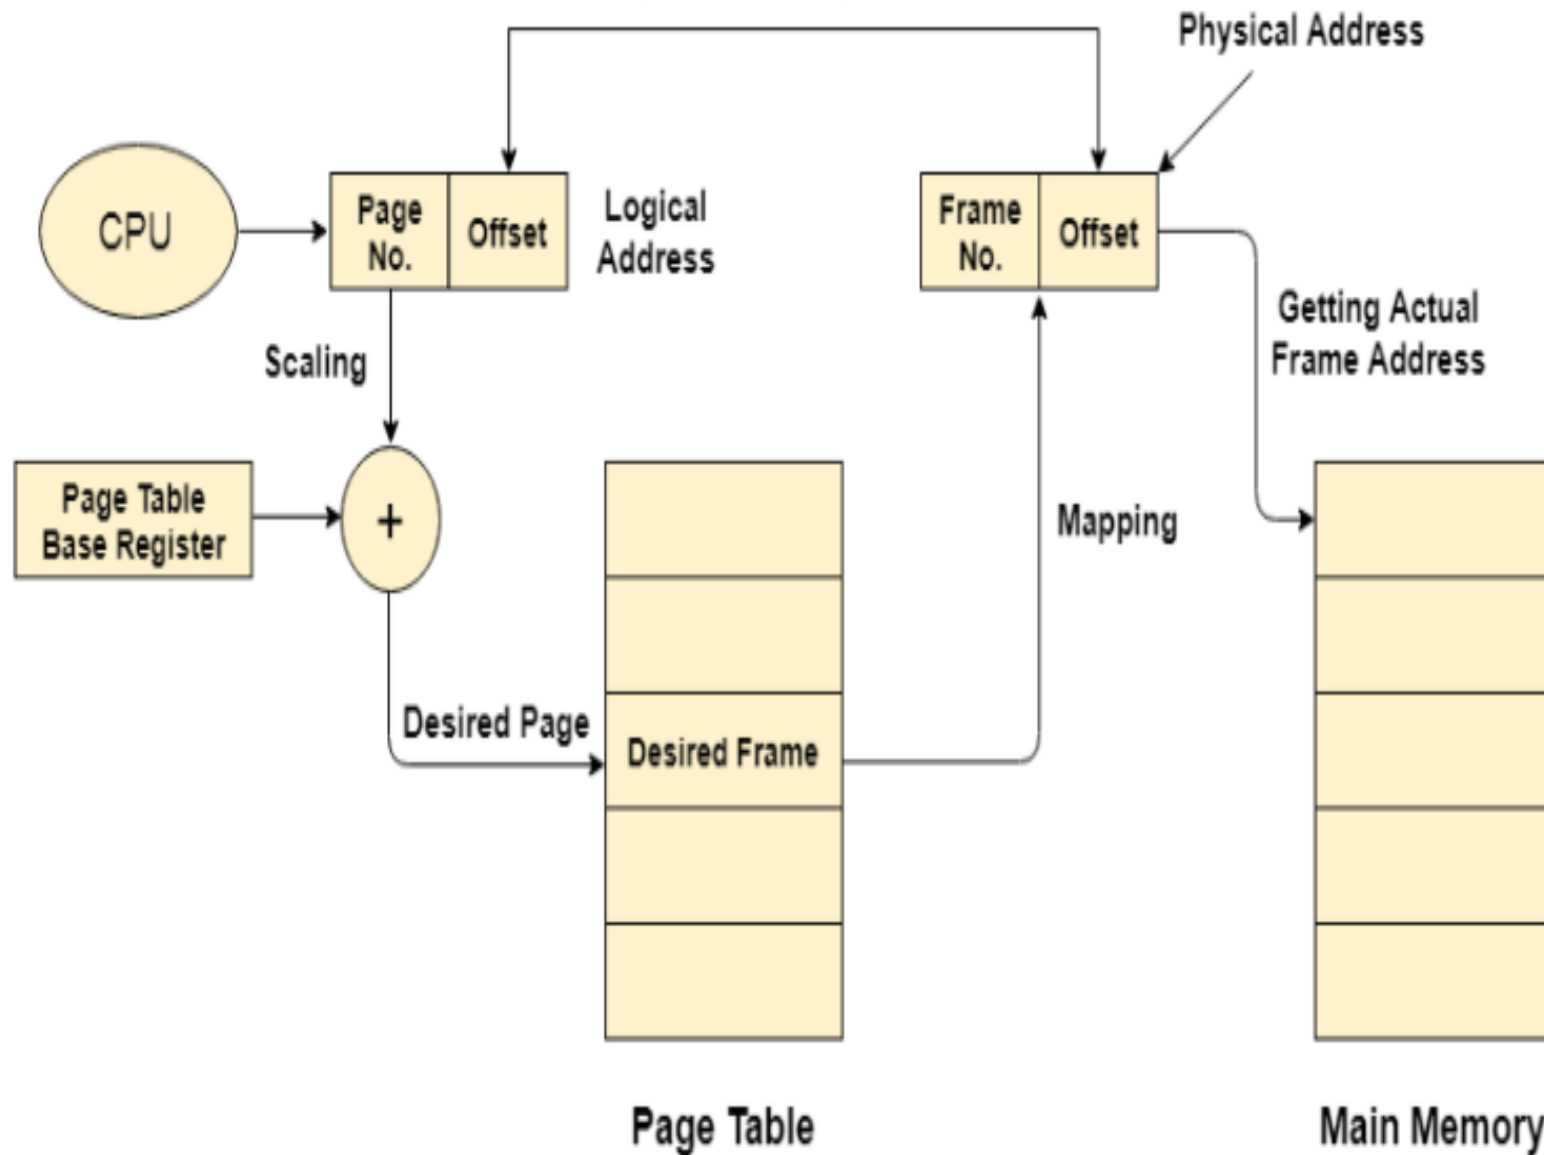 Physical Address
CPU
Page
No.
Offset
Logical
Address
Frame
No.
Offset
Getting Actual
Frame Address
Scaling
Page Table
Base Register
+
Mapping
Desired Page
Desired Frame
Page Table
Main Memory